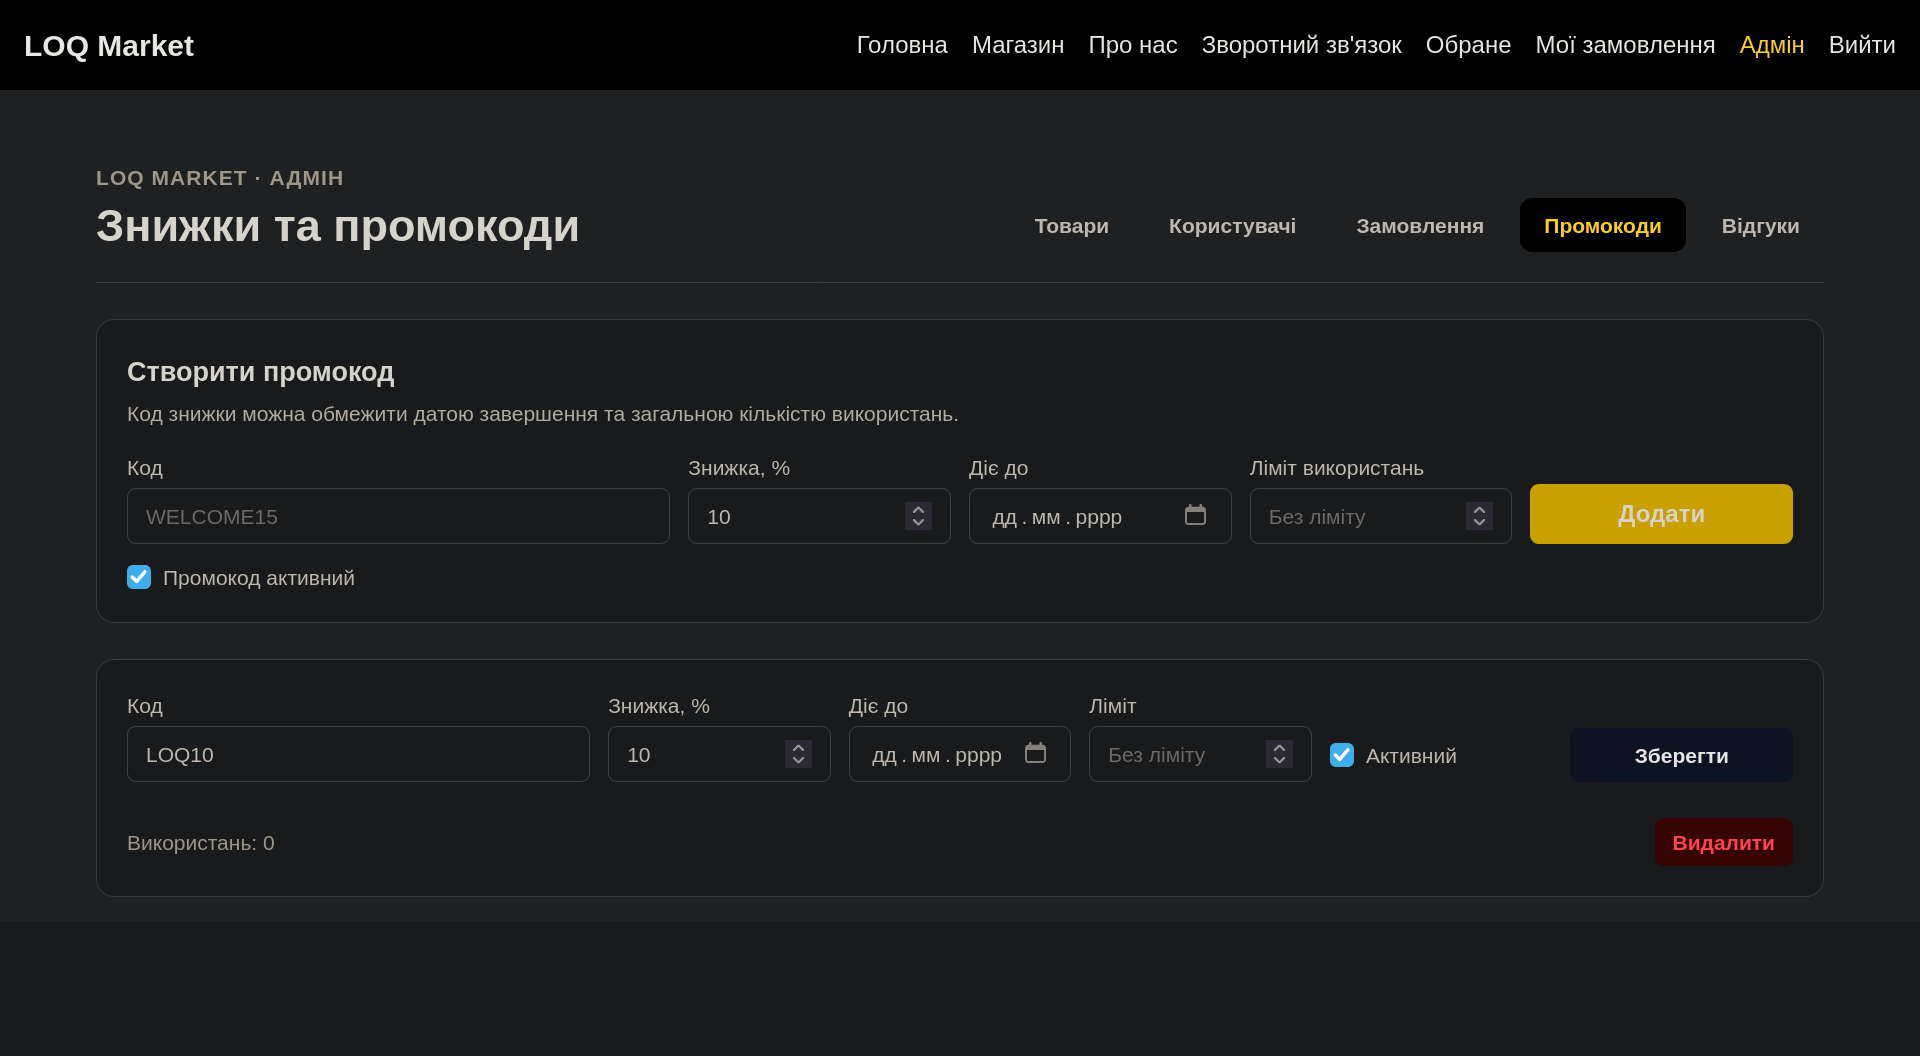 LOQ Market
Головна Магазин Про нас Зворотний зв'язок Обране Мої замовлення Адмін Вийти
LOQ MARKET · АДМІН
Знижки та промокоди
Товари Користувачі Замовлення Промокоди Відгуки
Створити промокод
Код знижки можна обмежити датою завершення та загальною кількістю використань.
Код Знижка, % Діє до Ліміт використань
WELCOME15 10 дд . мм . рррр Без ліміту Додати
Промокод активний
Код Знижка, % Діє до Ліміт
LOQ10 10 дд . мм . рррр Без ліміту Активний Зберегти
Використань: 0 Видалити